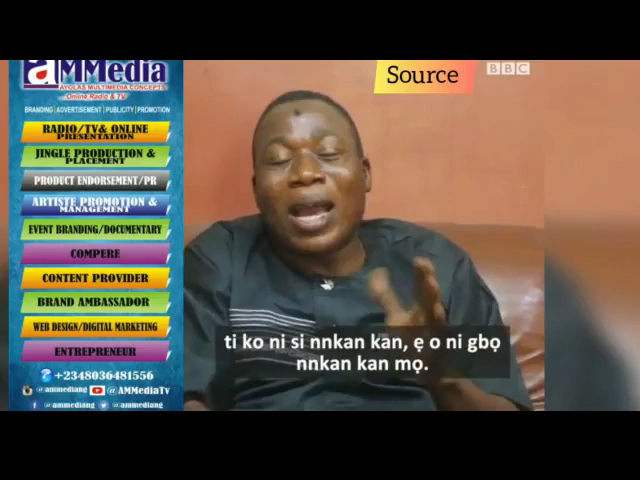 aMMedia
AYOLAS MULTIMEDIA CONCEPTS
Online Radio & TV
BRANDING|ADVERTISEMENT|PUBLICITY|PROMOTION
RADIO/TV& ONLINE
PRESENTATION
JINGLE PRODUCTION &
PLACEMENT
PRODUCT ENDORSEMENT/PR
ARTISTE PROMOTION &
MANAGEMENT
EVENT BRANDING/DOCUMENTARY
COMPERE
CONTENT PROVIDER
BRAND AMBASSADOR
WEB DESIGN/DIGITAL MARKETING
ENTREPRENEUR
+2348036481556
@ammediang @AMMediaTv
@ammediang @ammediang
Source
BBC
ti ko ni si nnkan kan, ẹ o ni gbọ
nnkan kan mọ.